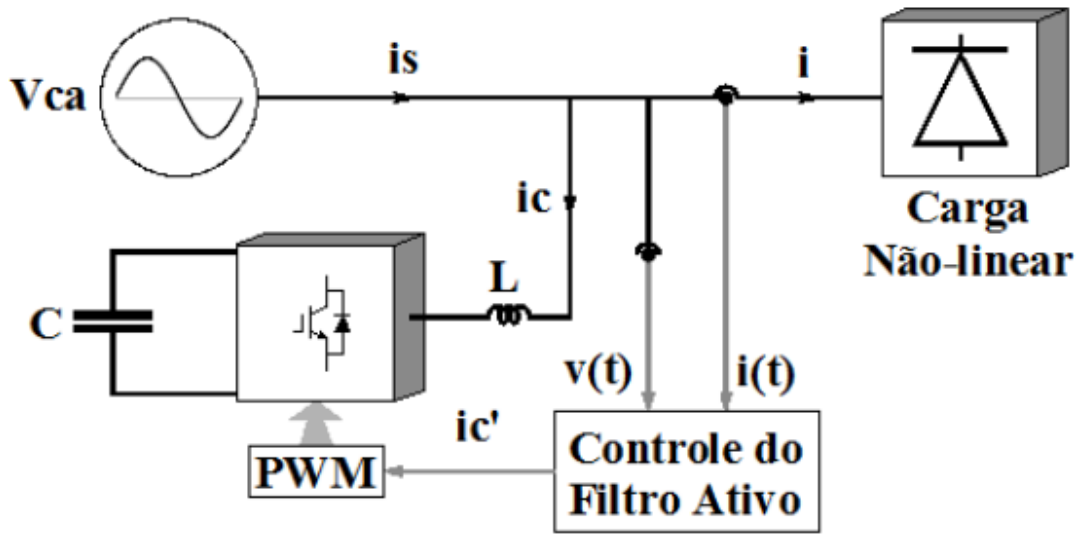 Vca
is
i
Carga
Não-linear
ic
L
C
v(t)
i(t)
ic'
PWM
Controle do
Filtro Ativo